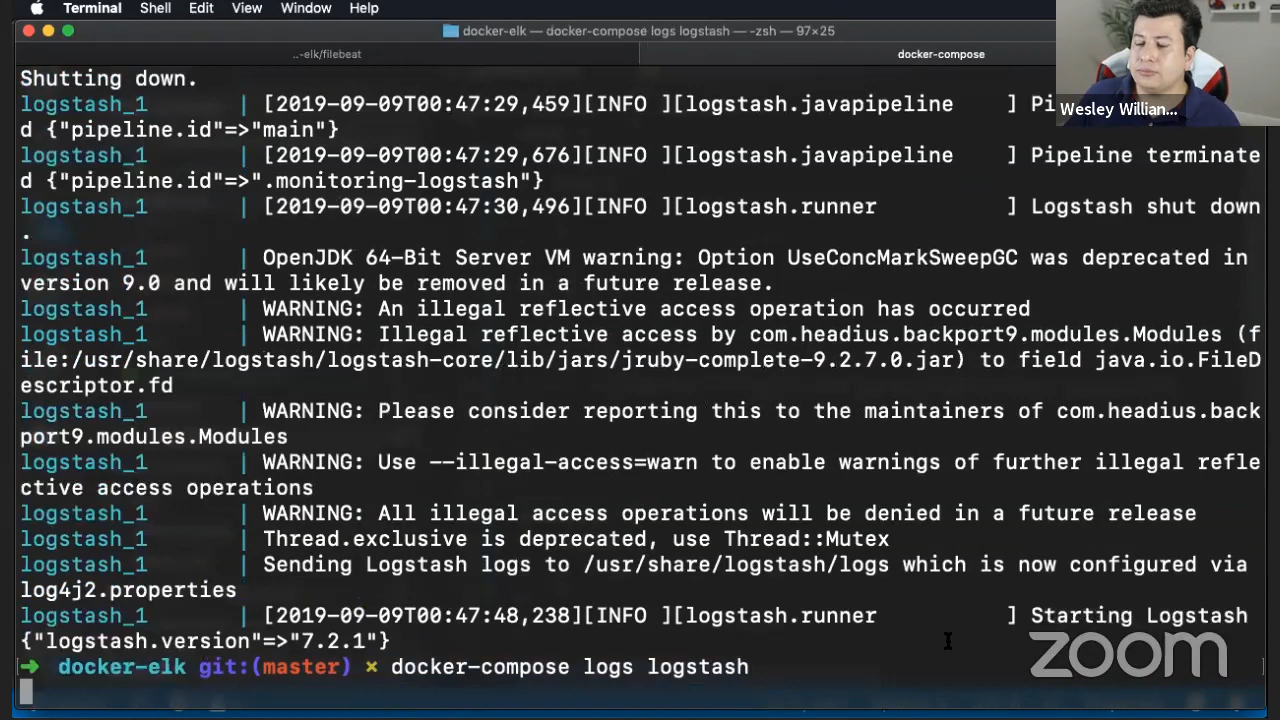 Terminal Shell Edit View Window Help
docker-elk — docker-compose logs logstash — -zsh — 97×25
..-elk/filebeat
docker-compose
Shutting down.
logstash_1 | [2019-09-09T00:47:29,459][INFO ][logstash.javapipeline ] Pi
d {"pipeline.id"=>"main"}
logstash_1 | [2019-09-09T00:47:29,676][INFO ][logstash.javapipeline ] Pipeline terminate
d {"pipeline.id"=>".monitoring-logstash"}
logstash_1 | [2019-09-09T00:47:30,496][INFO ][logstash.runner ] Logstash shut down
.
logstash_1 | OpenJDK 64-Bit Server VM warning: Option UseConcMarkSweepGC was deprecated in
version 9.0 and will likely be removed in a future release.
logstash_1 | WARNING: An illegal reflective access operation has occurred
logstash_1 | WARNING: Illegal reflective access by com.headius.backport9.modules.Modules (f
ile:/usr/share/logstash/logstash-core/lib/jars/jruby-complete-9.2.7.0.jar) to field java.io.FileD
escriptor.fd
logstash_1 | WARNING: Please consider reporting this to the maintainers of com.headius.back
port9.modules.Modules
logstash_1 | WARNING: Use --illegal-access=warn to enable warnings of further illegal refle
ctive access operations
logstash_1 | WARNING: All illegal access operations will be denied in a future release
logstash_1 | Thread.exclusive is deprecated, use Thread::Mutex
logstash_1 | Sending Logstash logs to /usr/share/logstash/logs which is now configured via
log4j2.properties
logstash_1 | [2019-09-09T00:47:48,238][INFO ][logstash.runner ] Starting Logstash
{"logstash.version"=>"7.2.1"}
➜ docker-elk git:(master) ✗ docker-compose logs logstash
Wesley Willian...
zoom